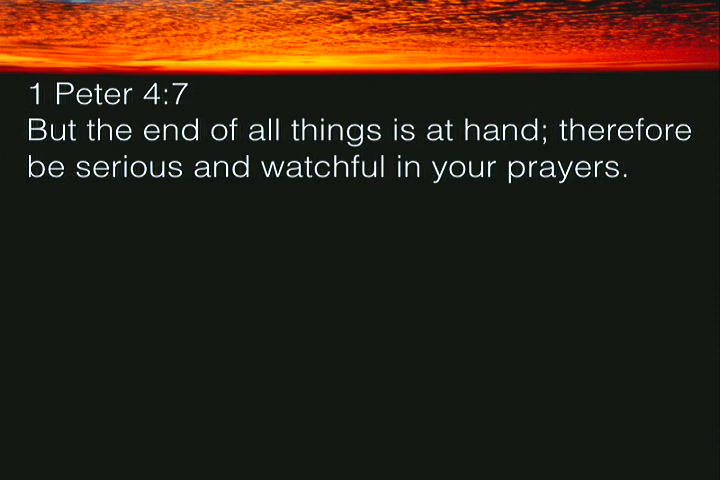 1 Peter 4:7
But the end of all things is at hand; therefore
be serious and watchful in your prayers.